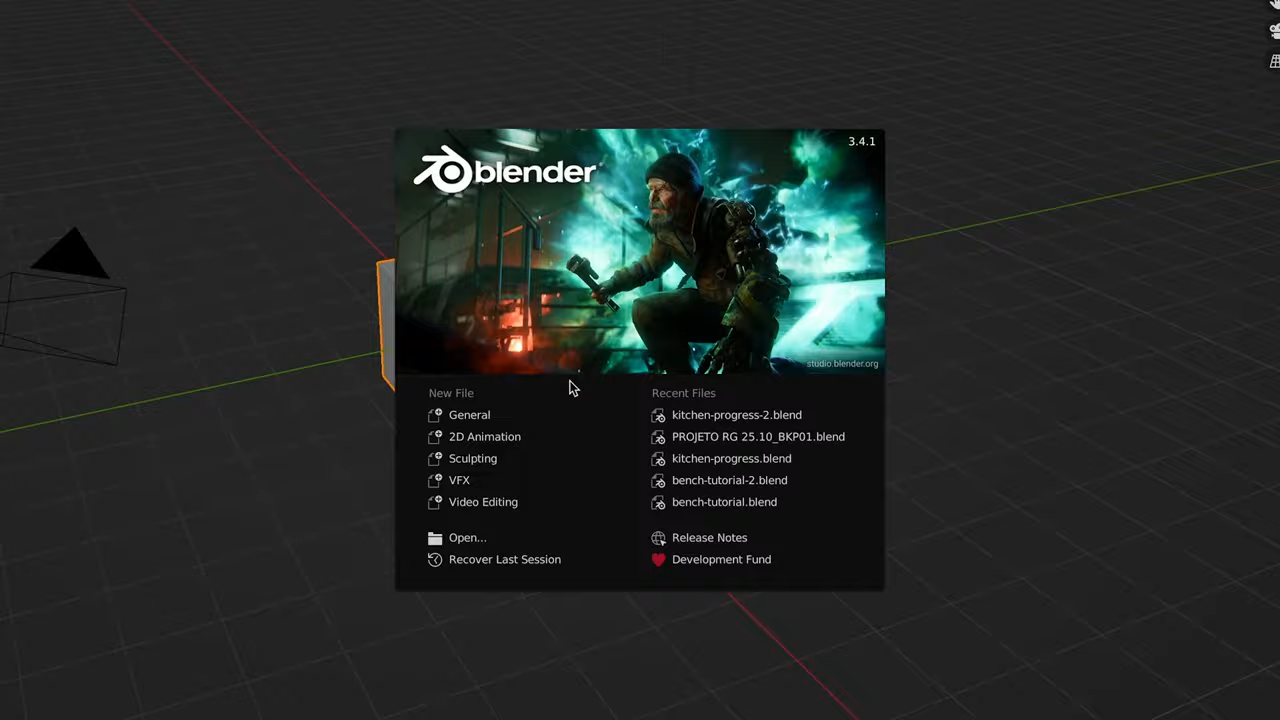 3.4.1
blender
studio.blender.org
New File
General
2D Animation
Sculpting
VFX
Video Editing
Open...
Recover Last Session
Recent Files
kitchen-progress-2.blend
PROJETO RG 25.10_BKP01.blend
kitchen-progress.blend
bench-tutorial-2.blend
bench-tutorial.blend
Release Notes
Development Fund